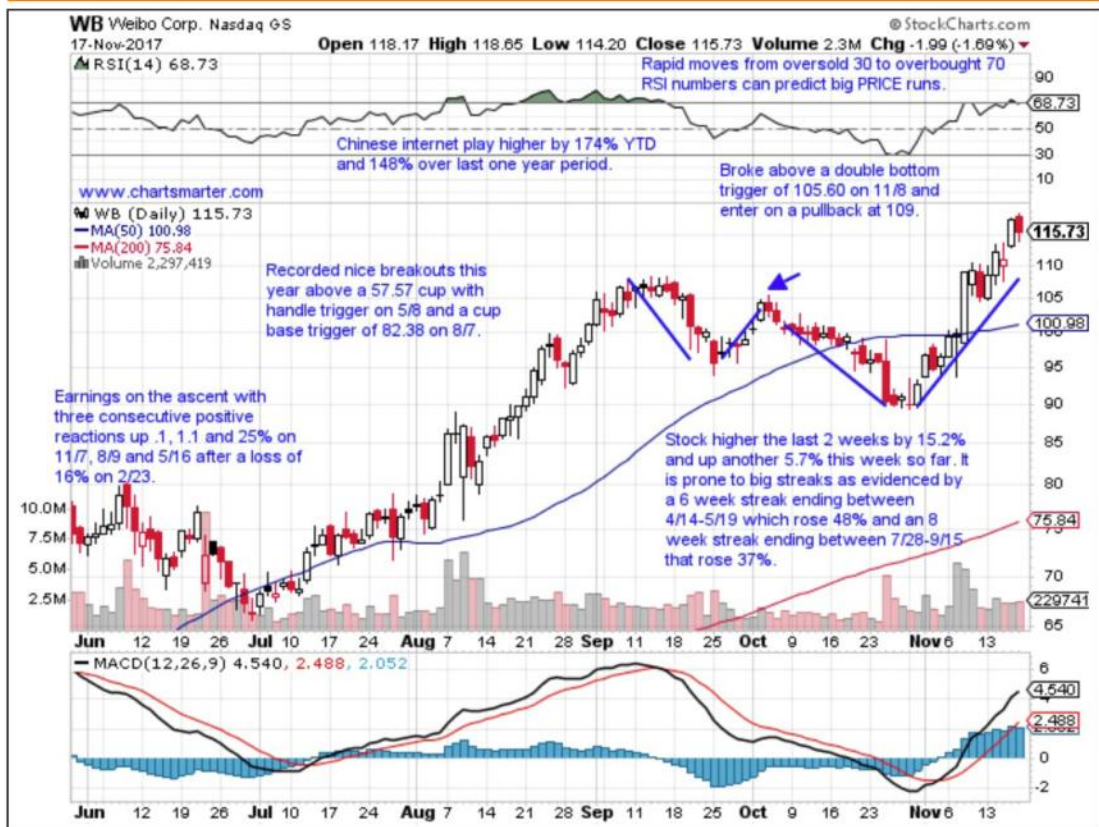 WB Weibo Corp. Nasdaq GS
© StockCharts.com
17-Nov-2017
Open 118.17 High 118.65 Low 114.20 Close 115.73 Volume 2.3M Chg -1.99 (-1.69%)
RSI(14) 68.73
Rapid moves from oversold 30 to overbought 70
RSI numbers can predict big PRICE runs.
90
68.73
50
30
10
Chinese internet play higher by 174% YTD
and 148% over last one year period.
Broke above a double bottom
trigger of 105.60 on 11/8 and
enter on a pullback at 109.
www.chartsmarter.com
WB (Daily) 115.73
MA(50) 100.98
MA(200) 75.84
Volume 2,297,419
Recorded nice breakouts this
year above a 57.57 cup with
handle trigger on 5/8 and a cup
base trigger of 82.38 on 8/7.
Earnings on the ascent with
three consecutive positive
reactions up .1, 1.1 and 25% on
11/7, 8/9 and 5/16 after a loss of
16% on 2/23.
Stock higher the last 2 weeks by 15.2%
and up another 5.7% this week so far. It
is prone to big streaks as evidenced by
a 6 week streak ending between
4/14-5/19 which rose 48% and an 8
week streak ending between 7/28-9/15
that rose 37%.
115.73
110
105
100.98
95
90
85
80
75.84
70
229741
65
10.0M
7.5M
5.0M
2.5M
Jun 12 19 26 Jul 10 17 24 Aug 7 14 21 28 Sep 11 18 25 Oct 9 16 23 Nov 6 13
MACD(12,26,9) 4.540, 2.488, 2.052
6
4.540
2.488
0
-2
Jun 12 19 26 Jul 10 17 24 Aug 7 14 21 28 Sep 11 18 25 Oct 9 16 23 Nov 6 13